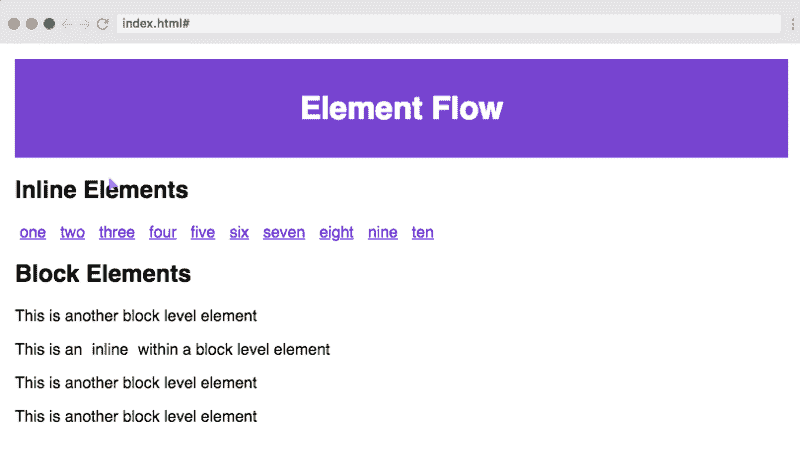 index.html#
Element Flow
Inline Elements
one two three four five six seven eight nine ten
Block Elements
This is another block level element
This is an inline within a block level element
This is another block level element
This is another block level element